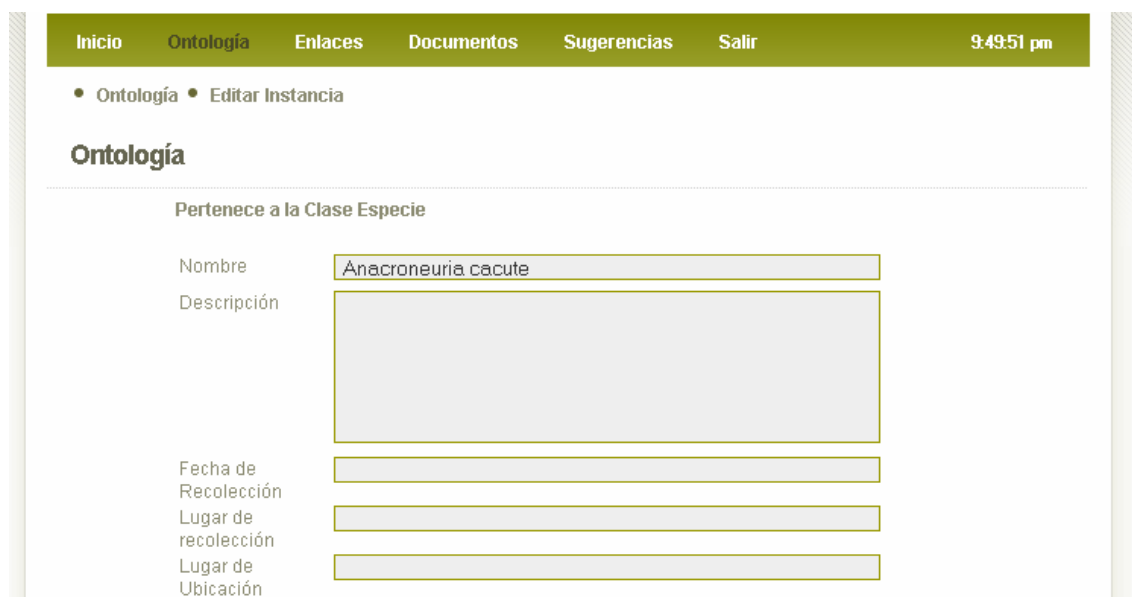 Inicio Ontología Enlaces Documentos Sugerencias Salir 9:49:51 pm
• Ontología • Editar Instancia
Ontología
Pertenece a la Clase Especie
Nombre Anacroneuria cacute
Descripción
Fecha de
Recolección
Lugar de
recolección
Lugar de
Ubicación